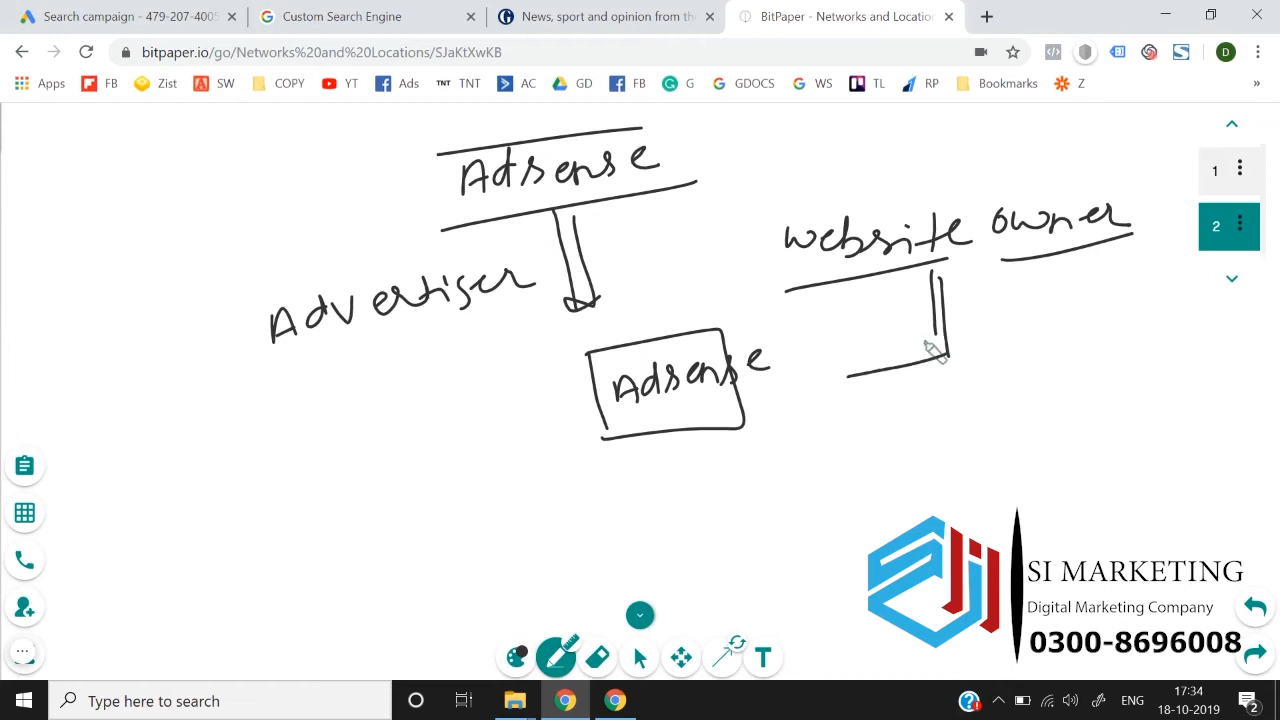 Search campaign - 479-207-4005
Custom Search Engine
News, sport and opinion from the
BitPaper - Networks and Location
bitpaper.io/go/Networks%20and%20Locations/SJaKtXwKB
D
Apps FB Zist SW COPY YT Ads TNT TNT AC GD FB G GDOCS WS TL RP Bookmarks Z »
Adsense
1
website owner
2
Advertiser
Adsense
SI MARKETING
Digital Marketing Company
0300-8696008
T
Type here to search
ENG
17:34
18-10-2019
2